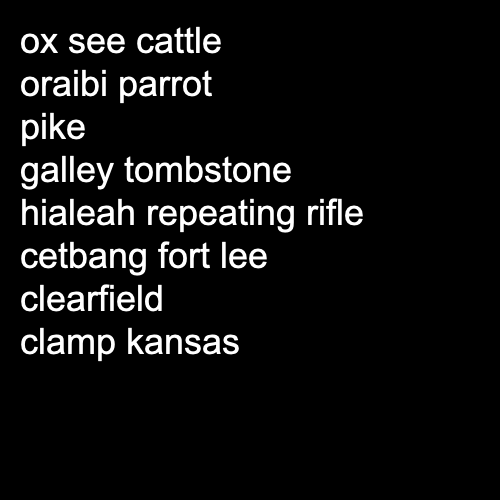 ox see cattle
oraibi parrot
pike
galley tombstone
hialeah repeating rifle
cetbang fort lee
clearfield
clamp kansas